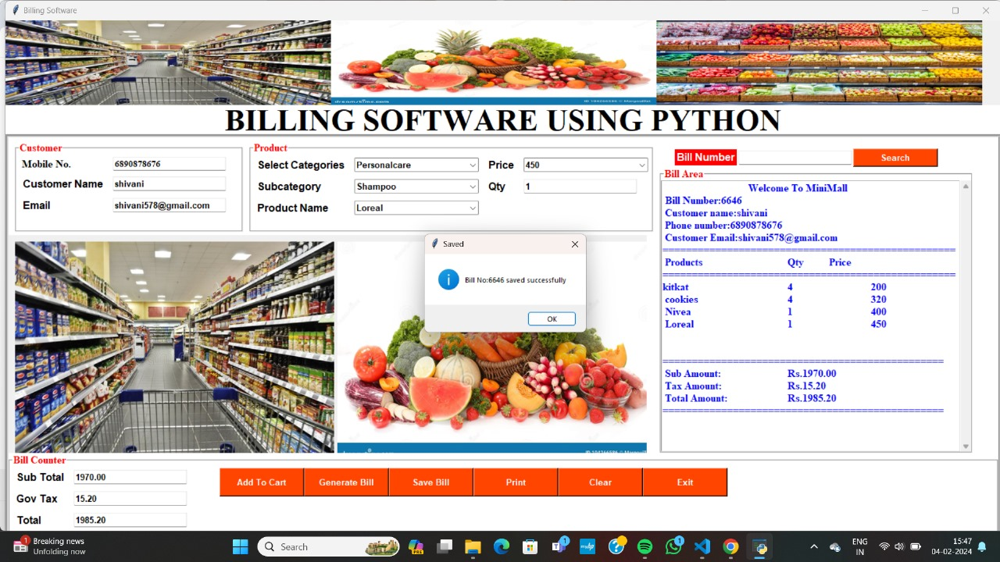 Billing Software
dreamstime.com
BILLING SOFTWARE USING PYTHON
Customer
Mobile No. 6890878676
Customer Name shivani
Email shivani578@gmail.com
Product
Select Categories Personalcare Price 450
Subcategory Shampoo Qty 1
Product Name Loreal
Bill Number Search
Bill Area
Welcome To MiniMall
Bill Number:6646
Customer name:shivani
Phone number:6890878676
Customer Email:shivani578@gmail.com
===============================================
Products Qty Price
===============================================
kitkat 4 200
cookies 4 320
Nivea 1 400
Loreal 1 450
=============================================
Sub Amount: Rs.1970.00
Tax Amount: Rs.15.20
Total Amount: Rs.1985.20
=============================================
Saved
Bill No:6646 saved successfully
OK
Bill Counter
Sub Total 1970.00
Gov Tax 15.20
Total 1985.20
Add To Cart Generate Bill Save Bill Print Clear Exit
1 Breaking news
Unfolding now
Search
PRE
1
1
ENG
IN
15:47
04-02-2024